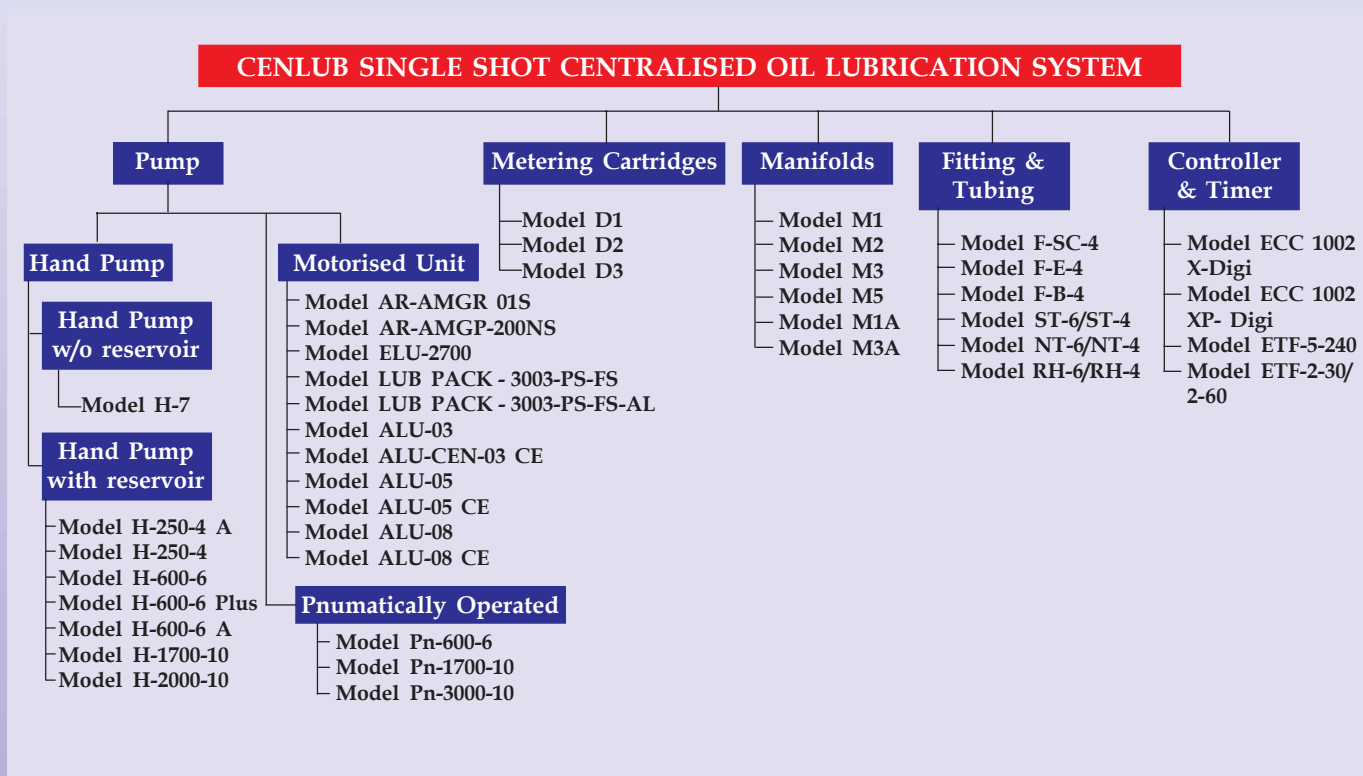 CENLUB SINGLE SHOT CENTRALISED OIL LUBRICATION SYSTEM
Pump
Hand Pump
Hand Pump
w/o reservoir
Model H-7
Hand Pump
with reservoir
Model H-250-4 A
Model H-250-4
Model H-600-6
Model H-600-6 Plus
Model H-600-6 A
Model H-1700-10
Model H-2000-10
Motorised Unit
Model AR-AMGR 01S
Model AR-AMGP-200NS
Model ELU-2700
Model LUB PACK - 3003-PS-FS
Model LUB PACK - 3003-PS-FS-AL
Model ALU-03
Model ALU-CEN-03 CE
Model ALU-05
Model ALU-05 CE
Model ALU-08
Model ALU-08 CE
Pnumatically Operated
Model Pn-600-6
Model Pn-1700-10
Model Pn-3000-10
Metering Cartridges
Model D1
Model D2
Model D3
Manifolds
Model M1
Model M2
Model M3
Model M5
Model M1A
Model M3A
Fitting &
Tubing
Model F-SC-4
Model F-E-4
Model F-B-4
Model ST-6/ST-4
Model NT-6/NT-4
Model RH-6/RH-4
Controller
& Timer
Model ECC 1002
X-Digi
Model ECC 1002
XP- Digi
Model ETF-5-240
Model ETF-2-30/
2-60